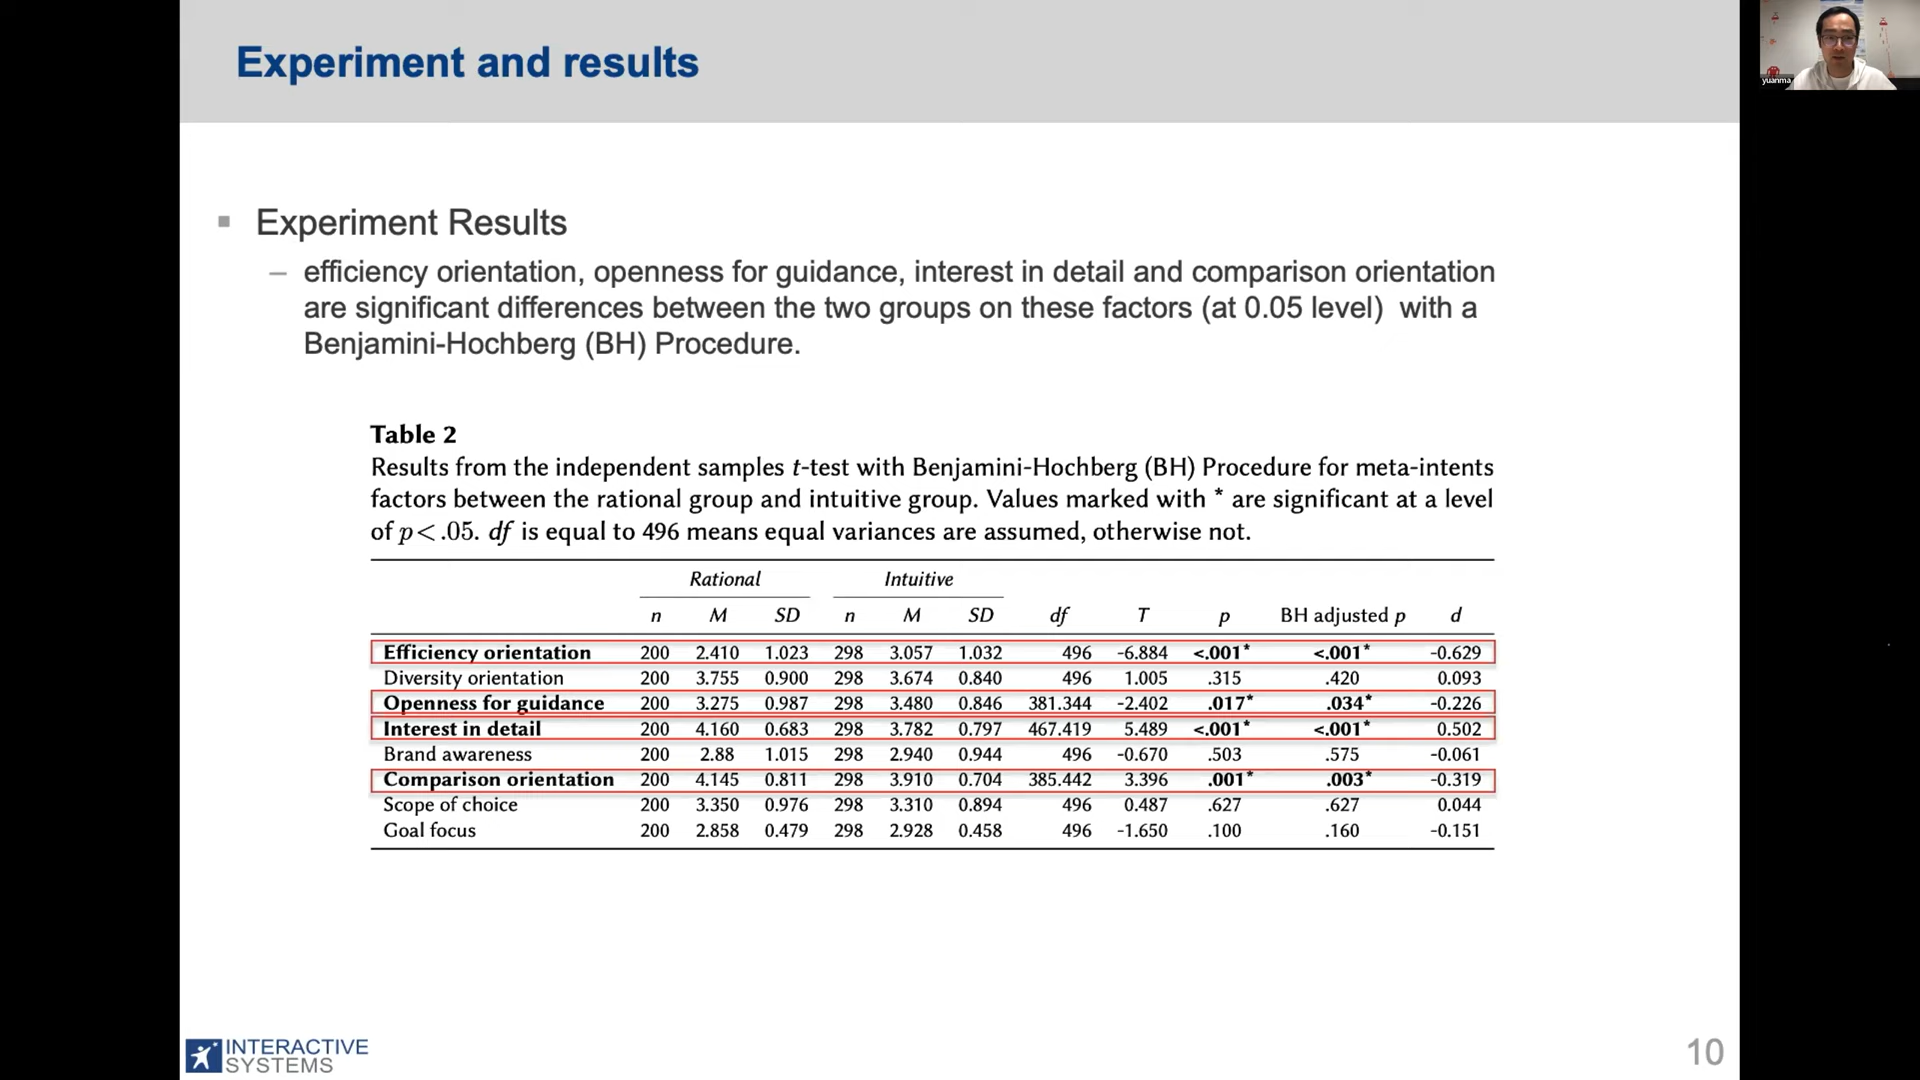 Experiment and results
yuanma
Experiment Results
– efficiency orientation, openness for guidance, interest in detail and comparison orientation
are significant differences between the two groups on these factors (at 0.05 level) with a
Benjamini-Hochberg (BH) Procedure.
Table 2
Results from the independent samples t-test with Benjamini-Hochberg (BH) Procedure for meta-intents
factors between the rational group and intuitive group. Values marked with * are significant at a level
of p< .05. df is equal to 496 means equal variances are assumed, otherwise not.
Rational Intuitive
n M SD n M SD df T p BH adjusted p d
Efficiency orientation 200 2.410 1.023 298 3.057 1.032 496 -6.884 <.001* <.001* -0.629
Diversity orientation 200 3.755 0.900 298 3.674 0.840 496 1.005 .315 .420 0.093
Openness for guidance 200 3.275 0.987 298 3.480 0.846 381.344 -2.402 .017* .034* -0.226
Interest in detail 200 4.160 0.683 298 3.782 0.797 467.419 5.489 <.001* <.001* 0.502
Brand awareness 200 2.88 1.015 298 2.940 0.944 496 -0.670 .503 .575 -0.061
Comparison orientation 200 4.145 0.811 298 3.910 0.704 385.442 3.396 .001* .003* -0.319
Scope of choice 200 3.350 0.976 298 3.310 0.894 496 0.487 .627 .627 0.044
Goal focus 200 2.858 0.479 298 2.928 0.458 496 -1.650 .100 .160 -0.151
INTERACTIVE
SYSTEMS
10